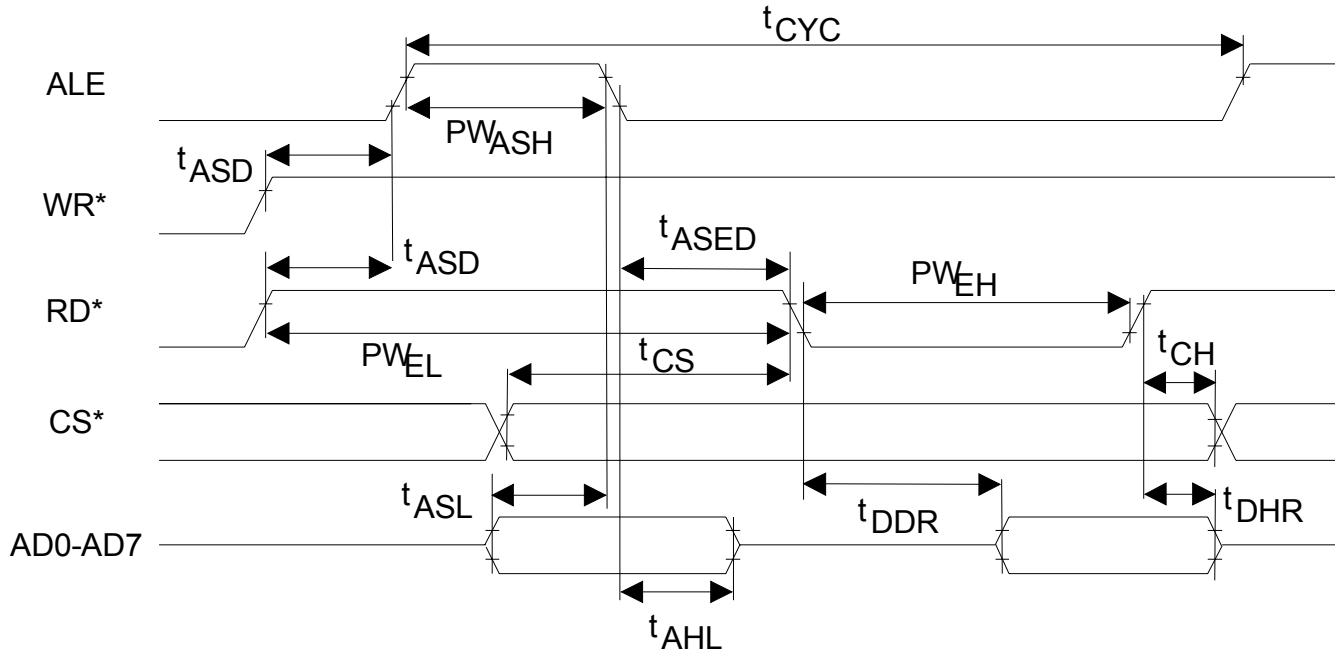 tCYC
ALE
PWASH
tASD
WR*
tASD
tASED
PWEH
RD*
tCH
PWEL
tCS
CS*
tASL
tDDR
tDHR
AD0-AD7
tAHL